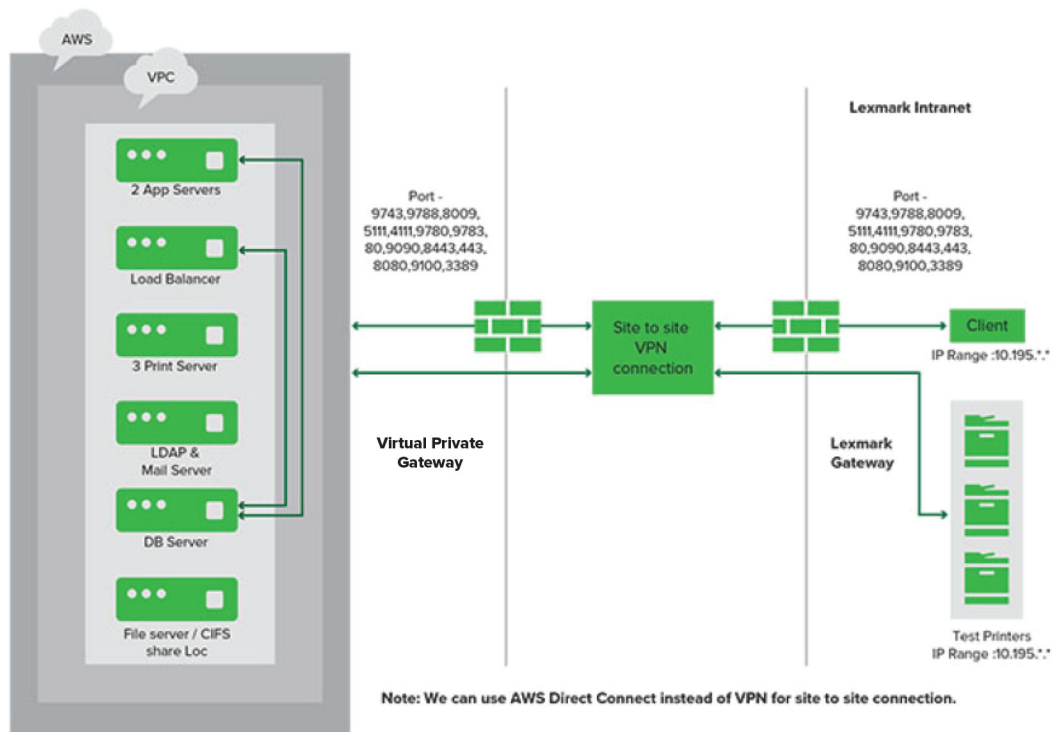 AWS
VPC
2 App Servers
Load Balancer
3 Print Server
LDAP &
Mail Server
DB Server
File server / CIFS
share Loc
Port -
9743,9788,8009,
5111,4111,9780,9783,
80,9090,8443,443,
8080,9100,3389
Virtual Private
Gateway
Site to site
VPN
connection
Lexmark Intranet
Port -
9743,9788,8009,
5111,4111,9780,9783,
80,9090,8443,443,
8080,9100,3389
Lexmark
Gateway
Client
IP Range :10.195.*.*
Test Printers
IP Range :10.195.*.*
Note: We can use AWS Direct Connect instead of VPN for site to site connection.